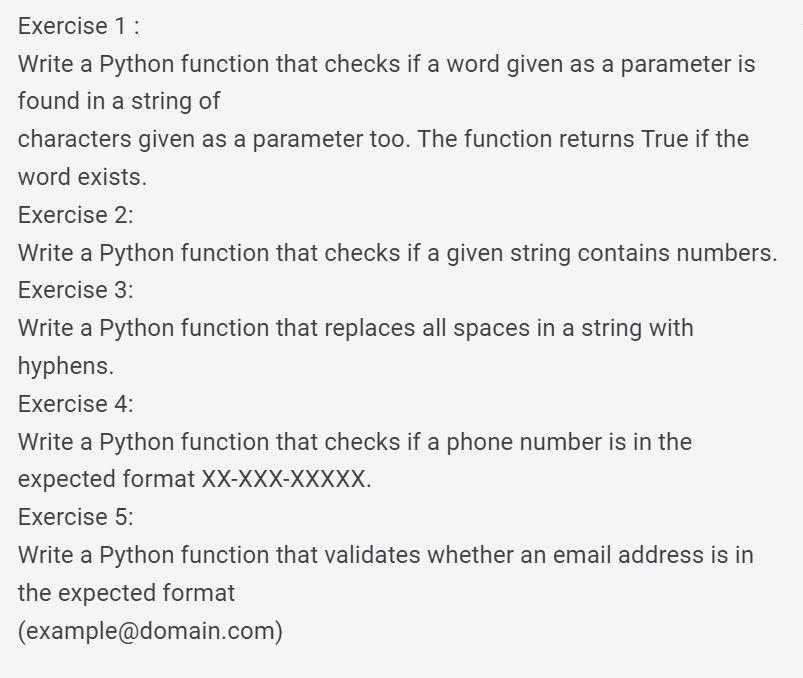 Exercise 1 :
Write a Python function that checks if a word given as a parameter is
found in a string of
characters given as a parameter too. The function returns True if the
word exists.
Exercise 2:
Write a Python function that checks if a given string contains numbers.
Exercise 3:
Write a Python function that replaces all spaces in a string with
hyphens.
Exercise 4:
Write a Python function that checks if a phone number is in the
expected format XX-XXX-XXXXX.
Exercise 5:
Write a Python function that validates whether an email address is in
the expected format
(example@domain.com)